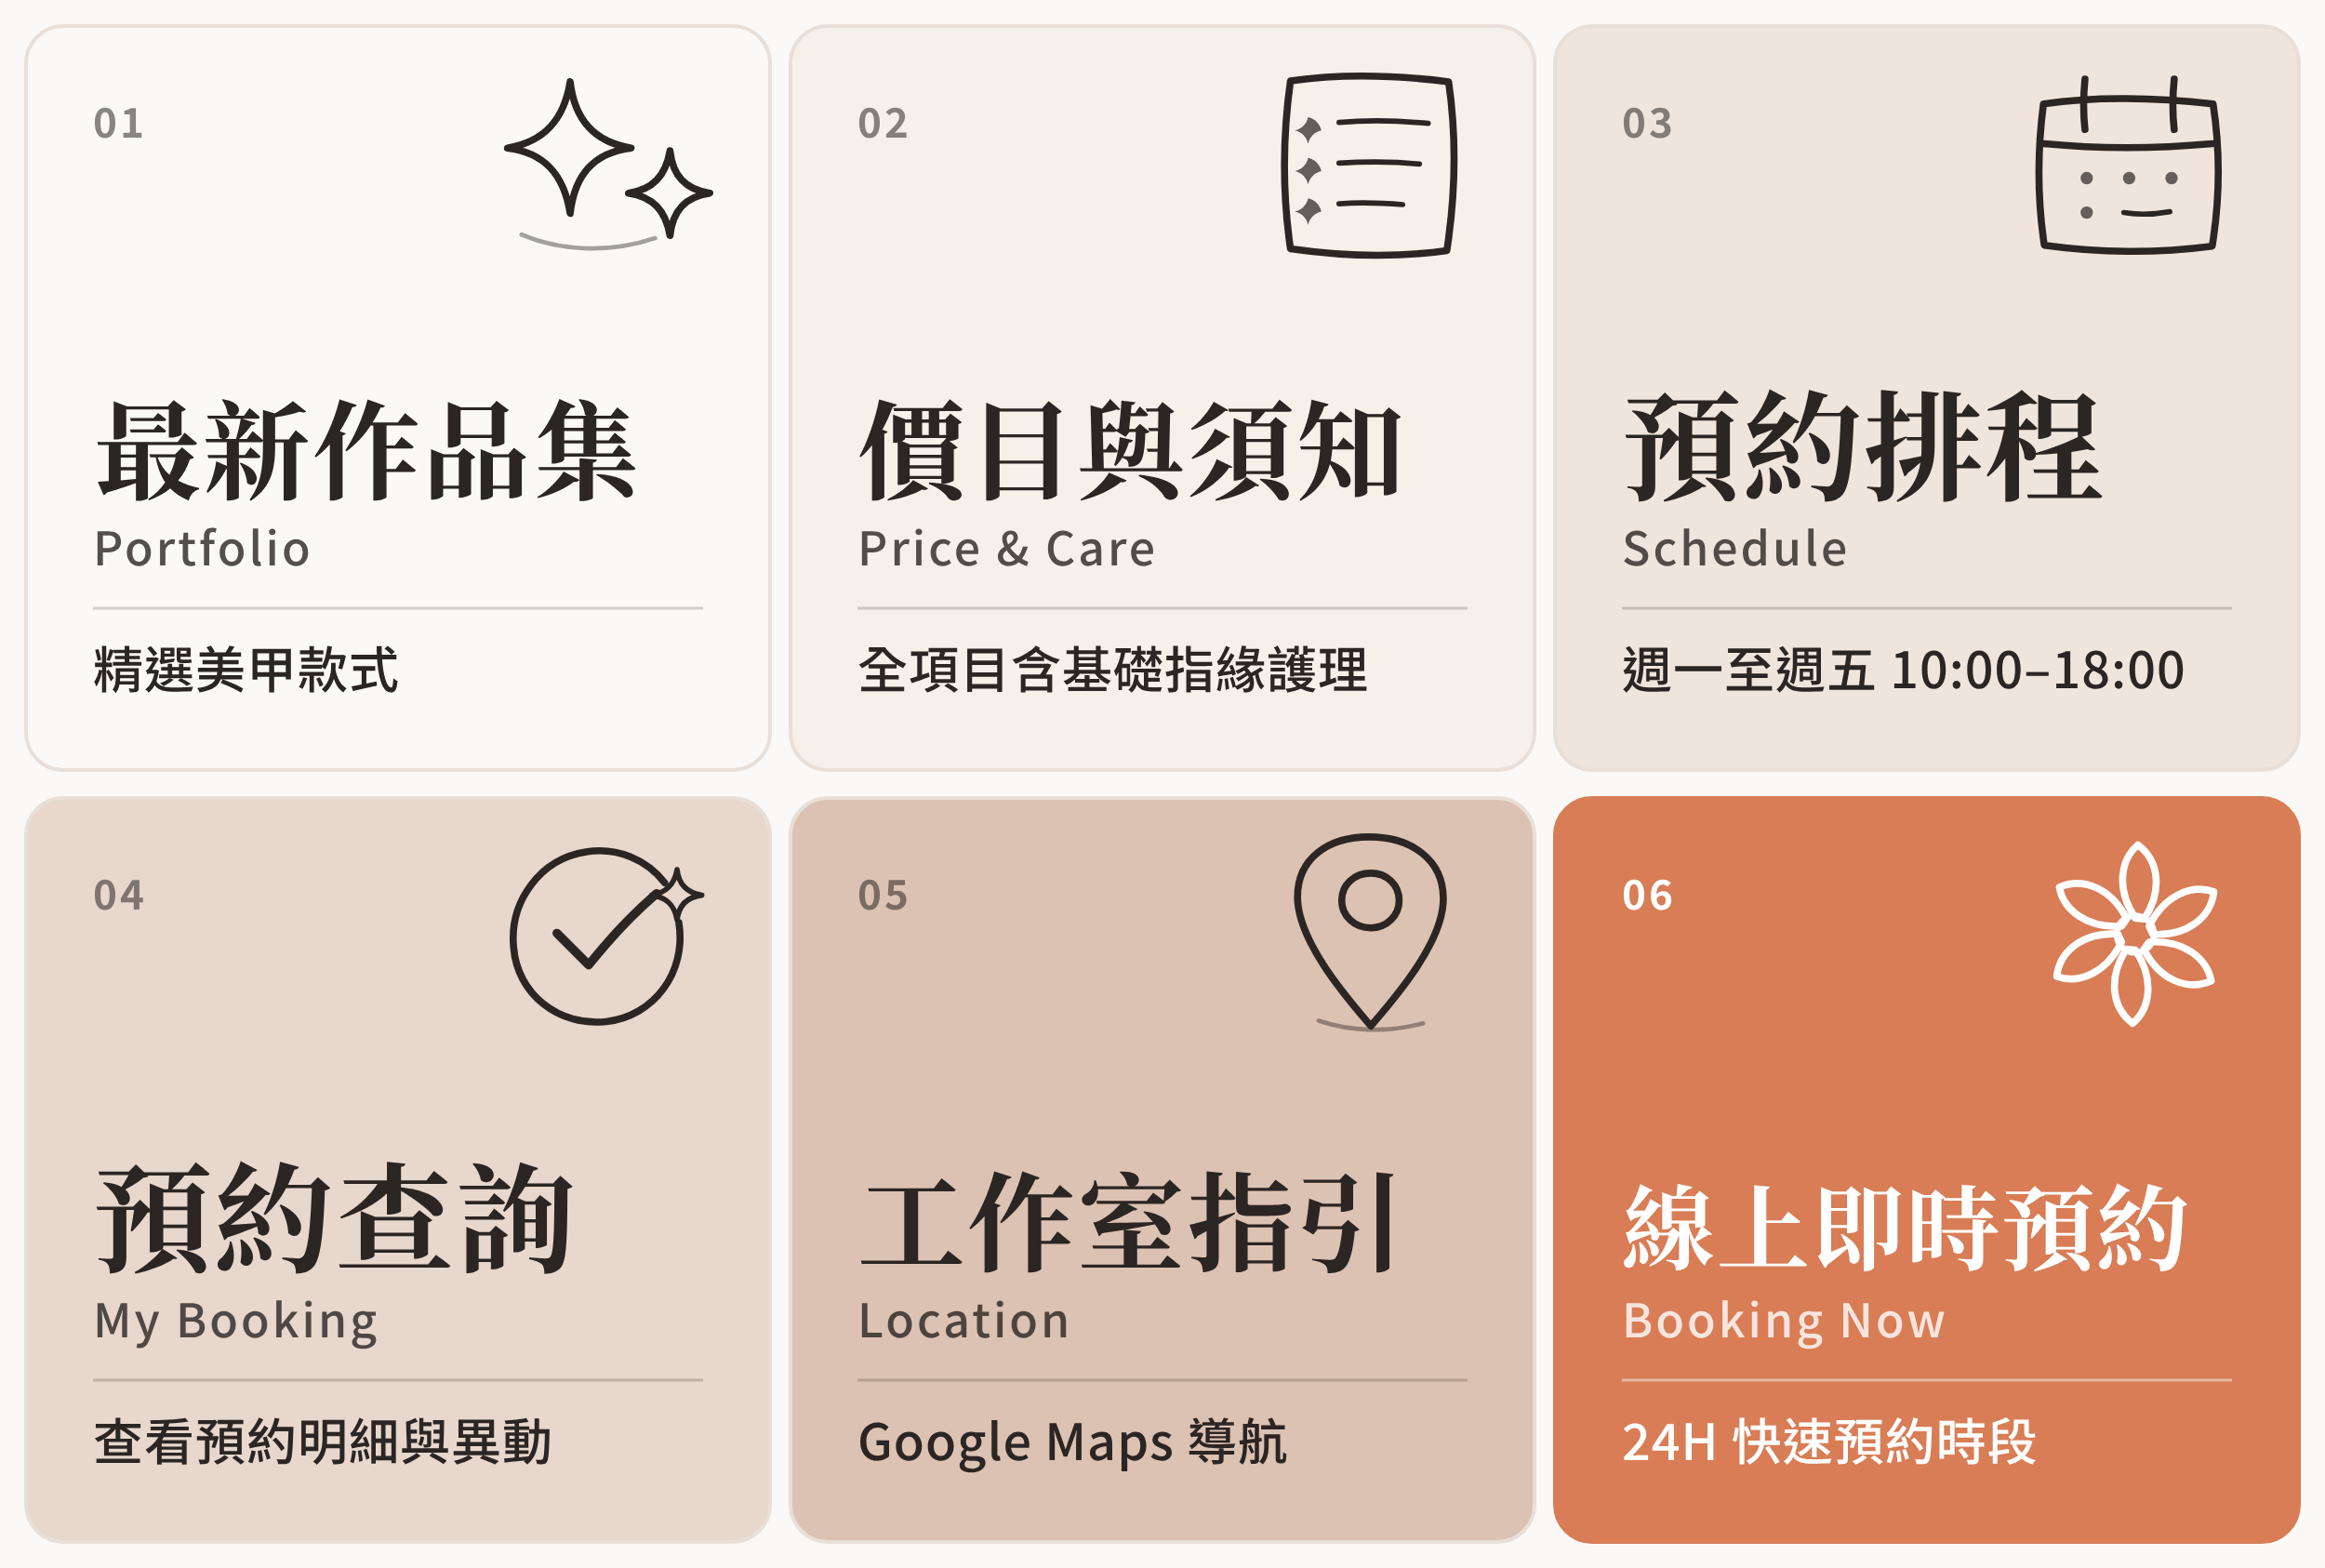 01
最新作品集
Portfolio
精選美甲款式
02
價目與須知
Price & Care
全項目含基礎指緣護理
03
預約排程
Schedule
週一至週五 10:00–18:00
04
預約查詢
My Booking
查看預約明細與異動
05
工作室指引
Location
Google Maps 導航
06
線上即時預約
Booking Now
24H 快速預約時段